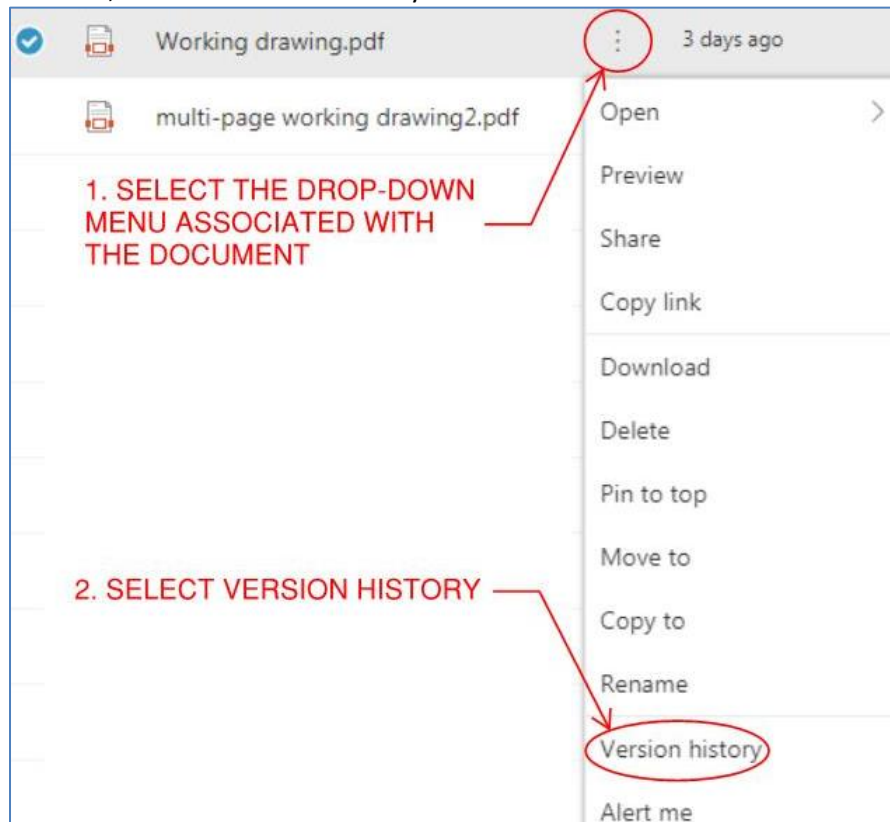 Working drawing.pdf 3 days ago
multi-page working drawing2.pdf
1. SELECT THE DROP-DOWN
MENU ASSOCIATED WITH
THE DOCUMENT
Open
Preview
Share
Copy link
Download
Delete
Pin to top
Move to
2. SELECT VERSION HISTORY
Copy to
Rename
Version history
Alert me